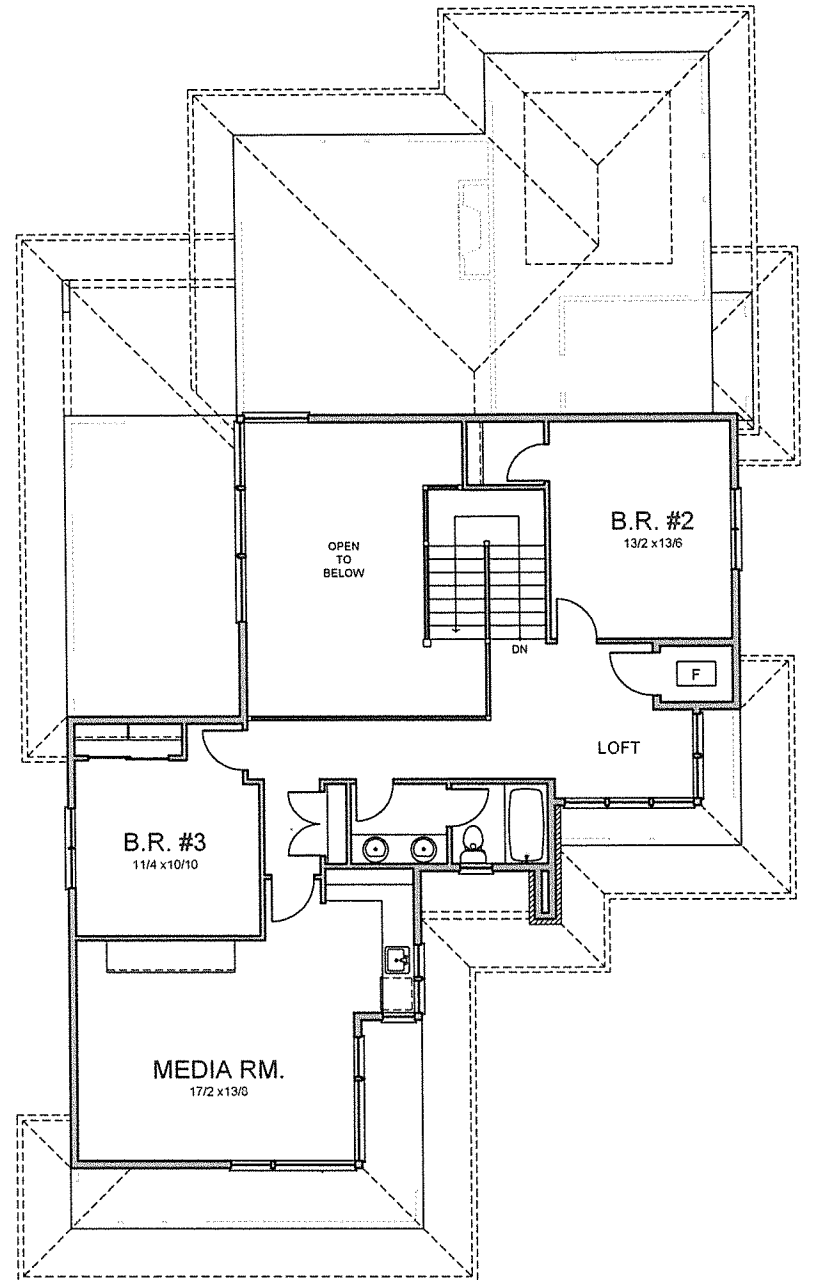 B.R. #2
13/2 x13/6
OPEN
TO
BELOW
DN
F
LOFT
B.R. #3
11/4 x10/10
MEDIA RM.
17/2 x13/8